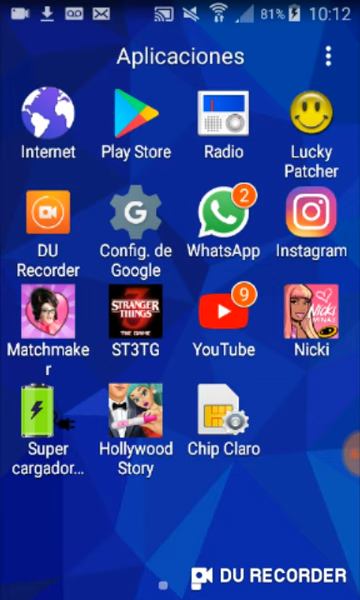 81% 10:12
Aplicaciones
Internet Play Store Radio Lucky
Patcher
2
9
DU Config. de WhatsApp Instagram
Recorder Google
STRANGER
THINGS
3
THE GAME
Nicki
MINAJ
Matchmake ST3TG YouTube Nicki
r
Super Hollywood Chip Claro
cargador... Story
DU RECORDER